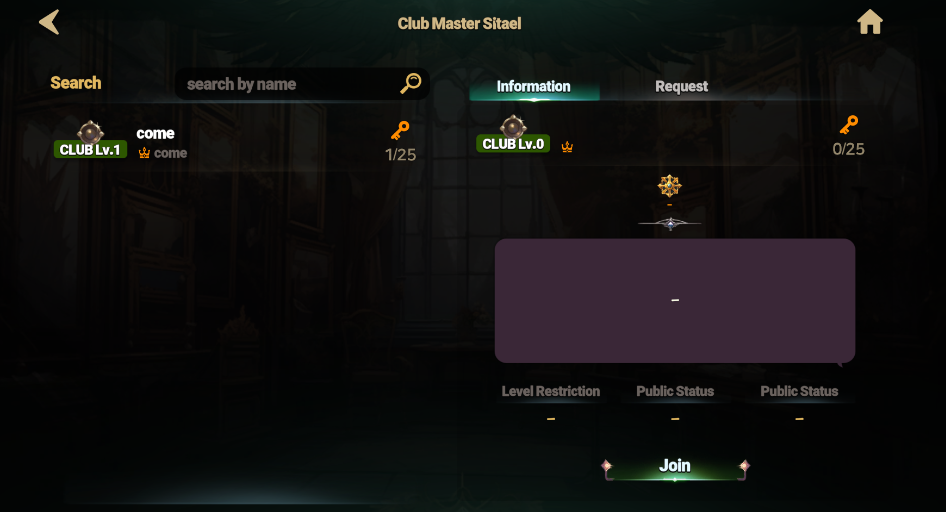 Club Master Sitael
Search
search by name
CLUB Lv.1
come
come
1/25
Information
Request
CLUB Lv.0
0/25
-
-
Level Restriction
Public Status
Public Status
-
-
-
Join